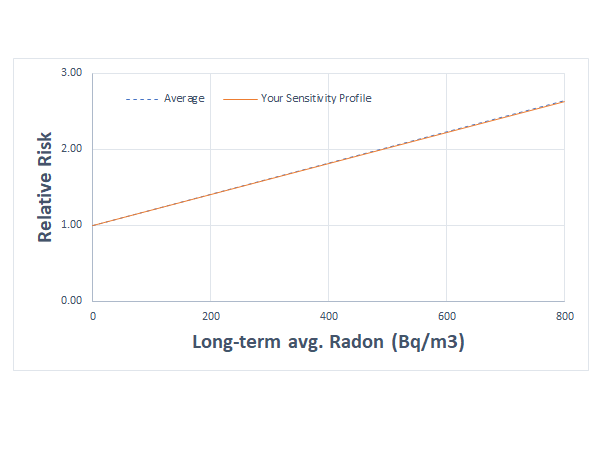 3.00
Average
Your Sensitivity Profile
2.00
Relative Risk
1.00
0.00
0
200
400
600
800
Long-term avg. Radon (Bq/m3)